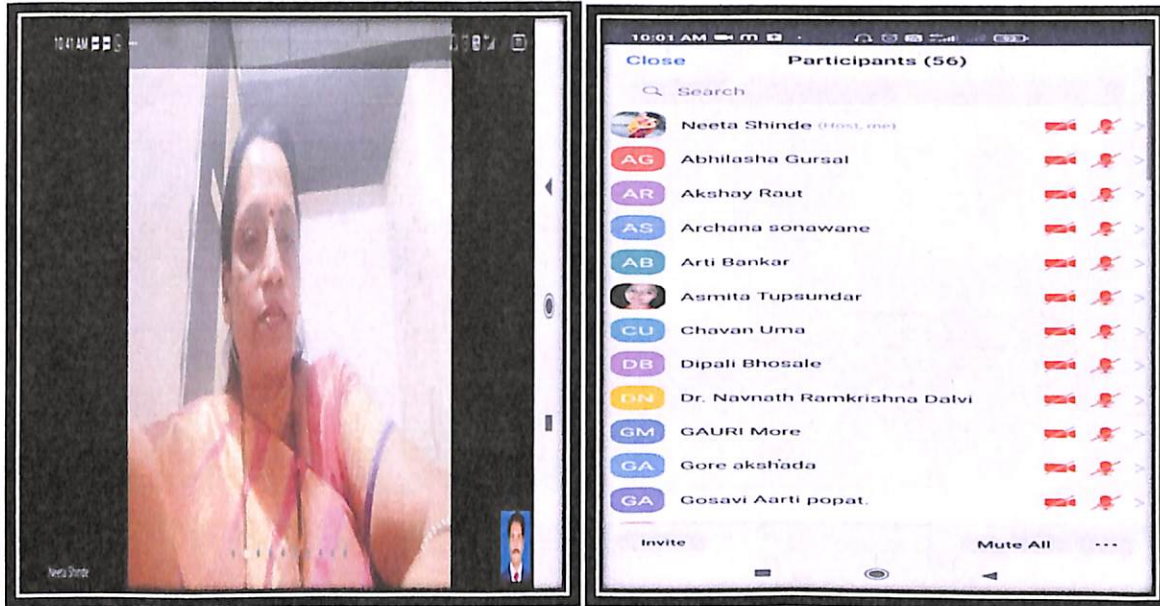 10:41 AM
Neeta Shinde
10:01 AM
Close Participants (56)
Search
Neeta Shinde (Host, me)
AG Abhilasha Gursal
AR Akshay Raut
AS Archana sonawane
AB Arti Bankar
Asmita Tupsundar
CU Chavan Uma
DB Dipali Bhosale
DN Dr. Navnath Ramkrishna Dalvi
GM GAURI More
GA Gore akshada
GA Gosavi Aarti popat.
Invite Mute All ...